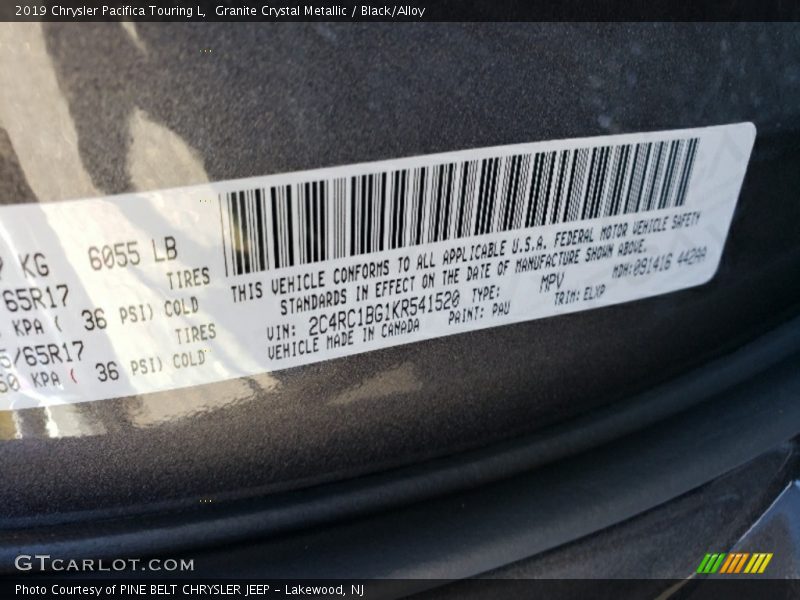 2019 Chrysler Pacifica Touring L, Granite Crystal Metallic / Black/Alloy
KG 6055 LB
TIRES
65R17
KPA ( 36 PSI) COLD
TIRES
/65R17
KPA ( 36 PSI) COLD
THIS VEHICLE CONFORMS TO ALL APPLICABLE U.S.A. FEDERAL MOTOR VEHICLE SAFETY
STANDARDS IN EFFECT ON THE DATE OF MANUFACTURE SHOWN ABOVE.
VIN: 2C4RC1BG1KR541520 TYPE: MPV MDH: 091416 442AA
VEHICLE MADE IN CANADA PAINT: PAU TRIM: ELXP
GTCARLOT.COM
Photo Courtesy of PINE BELT CHRYSLER JEEP - Lakewood, NJ